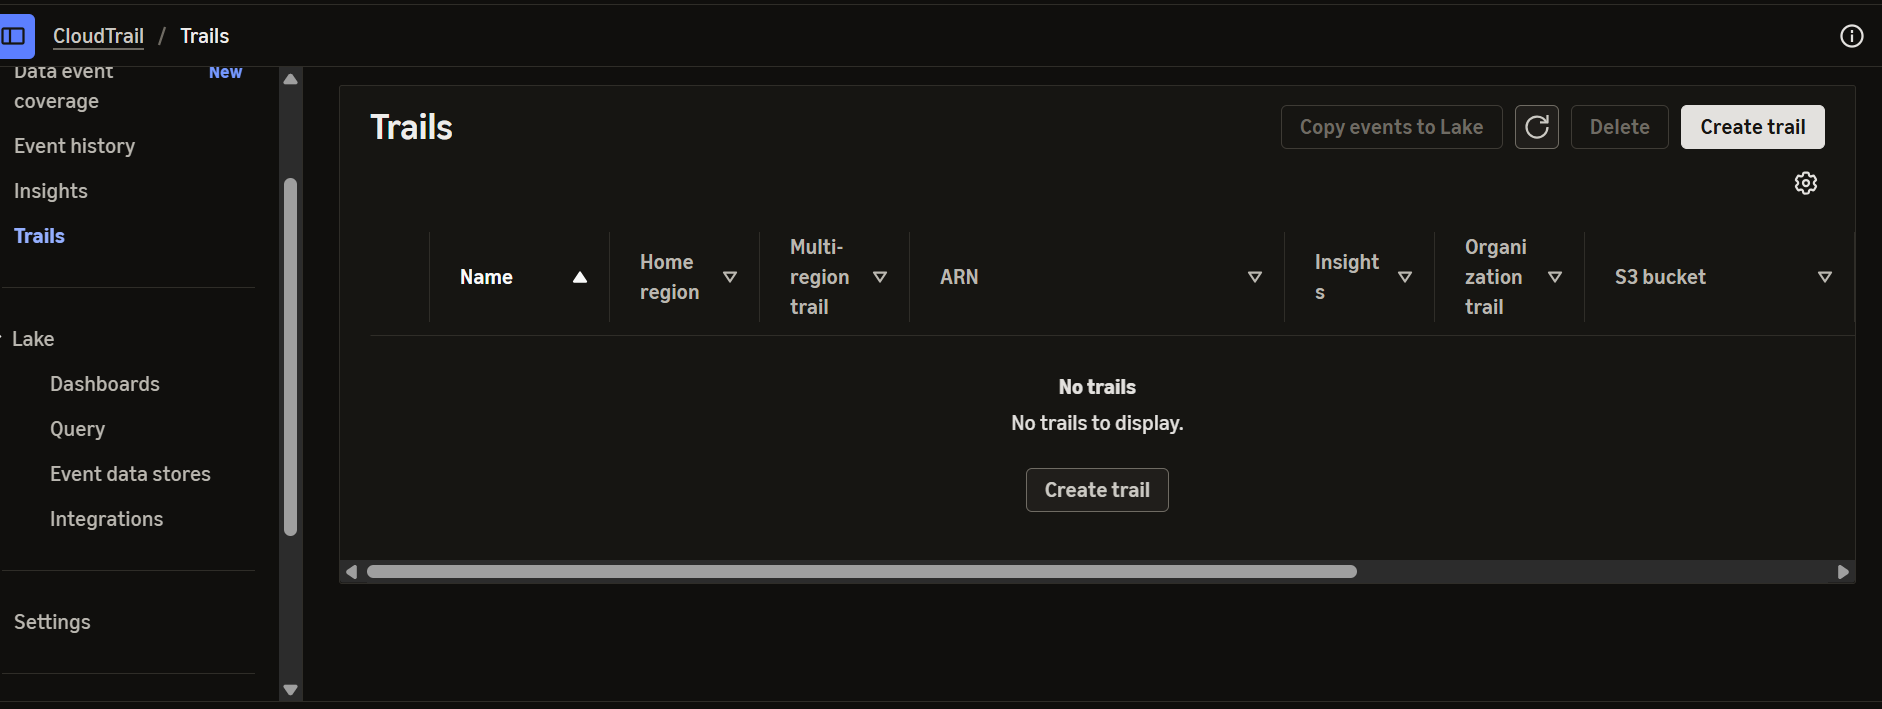 CloudTrail / Trails
Data event
coverage
New
Event history
Insights
Trails
Lake
Dashboards
Query
Event data stores
Integrations
Settings
Trails
Copy events to Lake
Delete
Create trail
Name
Home
region
Multi-
region
trail
ARN
Insight
s
Organi
zation
trail
S3 bucket
No trails
No trails to display.
Create trail